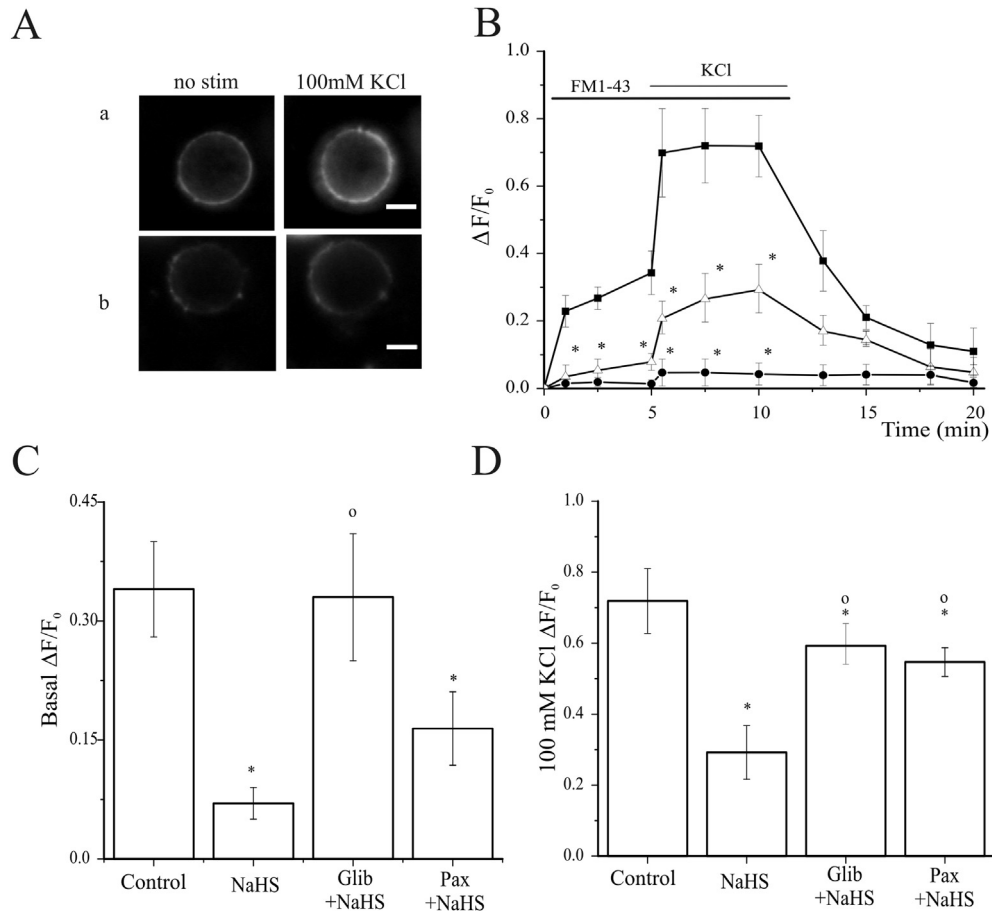 A
no stim 100mM KCl
a
b
B
1.0
0.8
0.6
0.4
0.2
0.0
ΔF/F0
FM1-43
KCl
* * * * * *
* * *
0 5 10 15 20
Time (min)
C
0.45
0.30
0.15
0.0
Basal ΔF/F0
*
o
*
Control NaHS Glib +NaHS Pax +NaHS
D
1.0
0.8
0.6
0.4
0.2
0.0
100 mM KCl ΔF/F0
*
o
*
o
*
Control NaHS Glib +NaHS Pax +NaHS